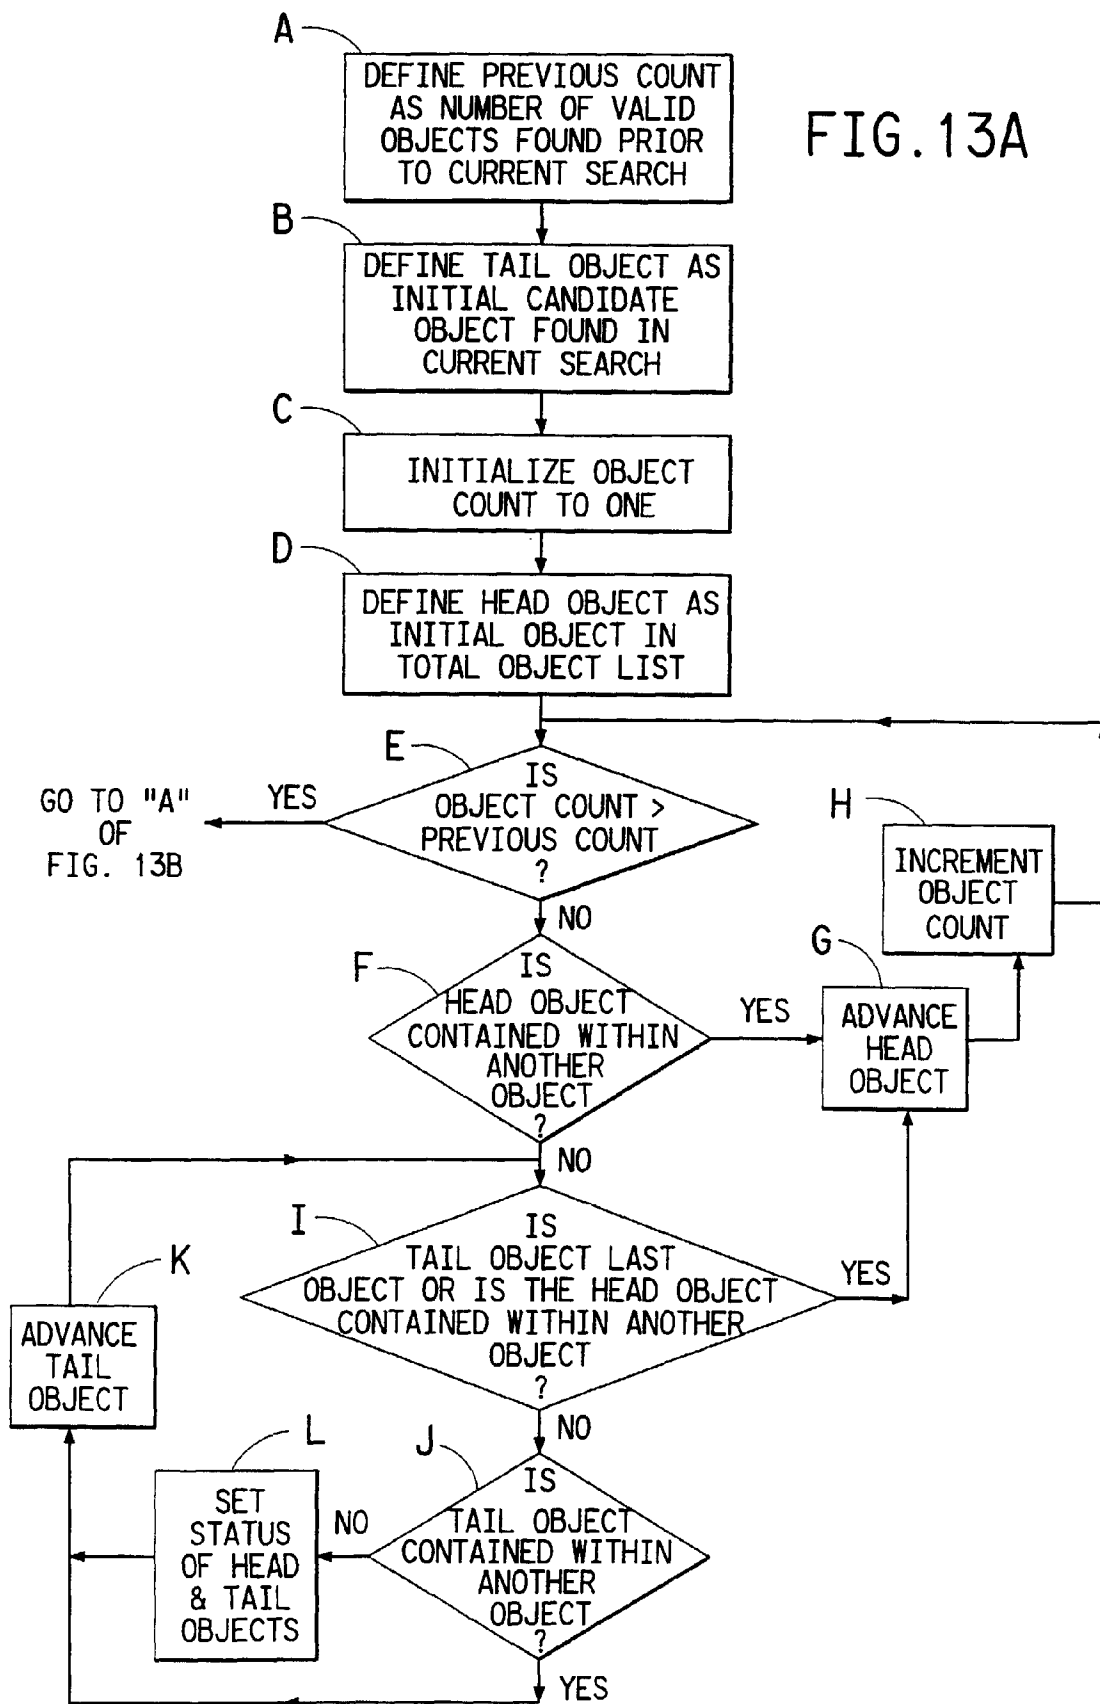 FIG.13A
A
DEFINE PREVIOUS COUNT
AS NUMBER OF VALID
OBJECTS FOUND PRIOR
TO CURRENT SEARCH
B
DEFINE TAIL OBJECT AS
INITIAL CANDIDATE
OBJECT FOUND IN
CURRENT SEARCH
C
INITIALIZE OBJECT
COUNT TO ONE
D
DEFINE HEAD OBJECT AS
INITIAL OBJECT IN
TOTAL OBJECT LIST
E
IS
OBJECT COUNT >
PREVIOUS COUNT
?
YES
GO TO "A"
OF
FIG. 13B
NO
H
INCREMENT
OBJECT
COUNT
F
IS
HEAD OBJECT
CONTAINED WITHIN
ANOTHER
OBJECT
?
YES
G
ADVANCE
HEAD
OBJECT
NO
I
IS
TAIL OBJECT LAST
OBJECT OR IS THE HEAD OBJECT
CONTAINED WITHIN ANOTHER
OBJECT
?
YES
K
ADVANCE
TAIL
OBJECT
NO
J
IS
TAIL OBJECT
CONTAINED WITHIN
ANOTHER
OBJECT
?
NO
L
SET
STATUS
OF HEAD
& TAIL
OBJECTS
YES